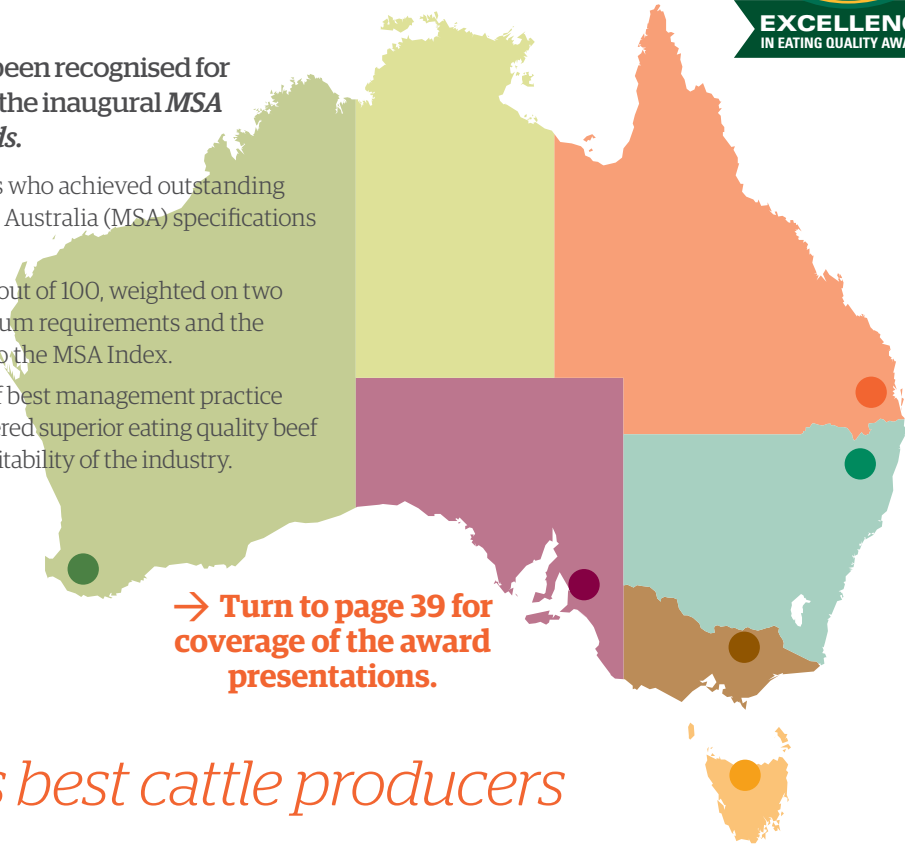 EXCELLENC
IN EATING QUALITY AWA
been recognised for
the inaugural MSA
ds.
s who achieved outstanding
Australia (MSA) specifications
out of 100, weighted on two
um requirements and the
o the MSA Index.
f best management practice
ered superior eating quality beef
itability of the industry.
→ Turn to page 39 for
coverage of the award
presentations.
s best cattle producers